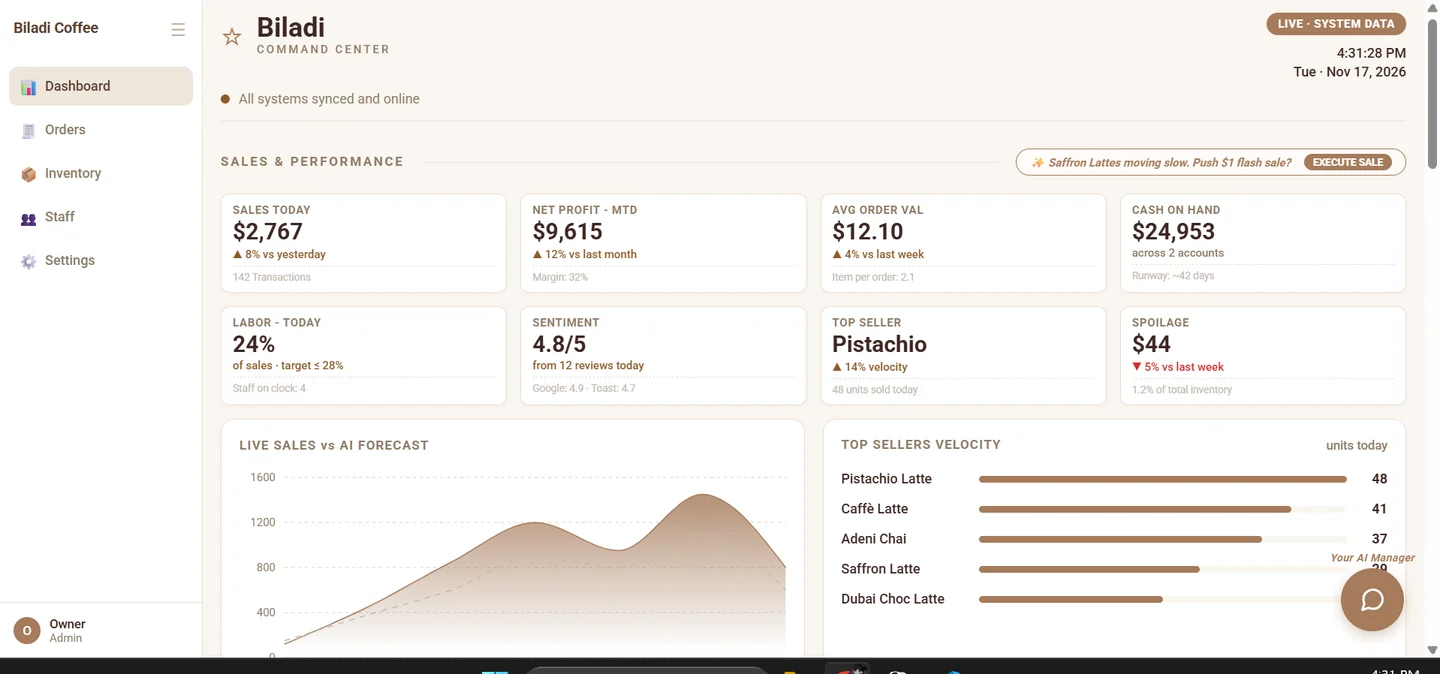 Biladi Coffee
Dashboard
Orders
Inventory
Staff
Settings
Owner
Admin
O
Biladi
COMMAND CENTER
LIVE · SYSTEM DATA
4:31:28 PM
Tue · Nov 17, 2026
All systems synced and online
SALES & PERFORMANCE
✨ Saffron Lattes moving slow. Push $1 flash sale?
EXECUTE SALE
SALES TODAY
$2,767
▲ 8% vs yesterday
142 Transactions
NET PROFIT - MTD
$9,615
▲ 12% vs last month
Margin: 32%
AVG ORDER VAL
$12.10
▲ 4% vs last week
Item per order: 2.1
CASH ON HAND
$24,953
across 2 accounts
Runway: ~42 days
LABOR - TODAY
24%
of sales · target ≤ 28%
Staff on clock: 4
SENTIMENT
4.8/5
from 12 reviews today
Google: 4.9 · Toast: 4.7
TOP SELLER
Pistachio
▲ 14% velocity
48 units sold today
SPOILAGE
$44
▼ 5% vs last week
1.2% of total inventory
LIVE SALES vs AI FORECAST
1600
1200
800
400
TOP SELLERS VELOCITY
units today
Pistachio Latte 48
Caffè Latte 41
Adeni Chai 37
Your AI Manager
Saffron Latte
Dubai Choc Latte
4:31 PM